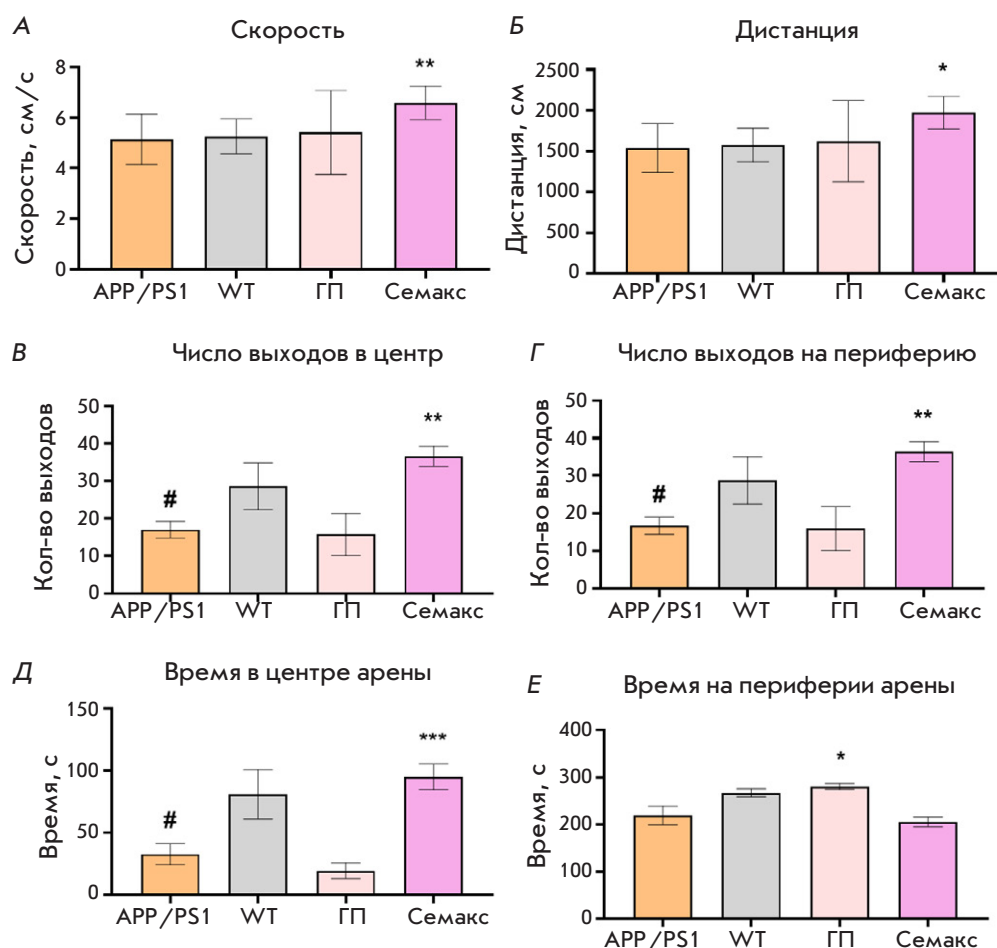 А
Скорость
Скорость, см/с
8
6
4
2
0
**
APP/PS1
WT
ГП
Семакс
Б
Дистанция
Дистанция, см
2500
2000
1500
1000
500
0
*
APP/PS1
WT
ГП
Семакс
В
Число выходов в центр
Кол-во выходов
50
40
30
20
10
0
#
**
APP/PS1
WT
ГП
Семакс
Г
Число выходов на периферию
Кол-во выходов
50
40
30
20
10
0
#
**
APP/PS1
WT
ГП
Семакс
Д
Время в центре арены
Время, с
150
100
50
0
#
***
APP/PS1
WT
ГП
Семакс
Е
Время на периферии арены
Время, с
400
300
200
100
0
*
APP/PS1
WT
ГП
Семакс